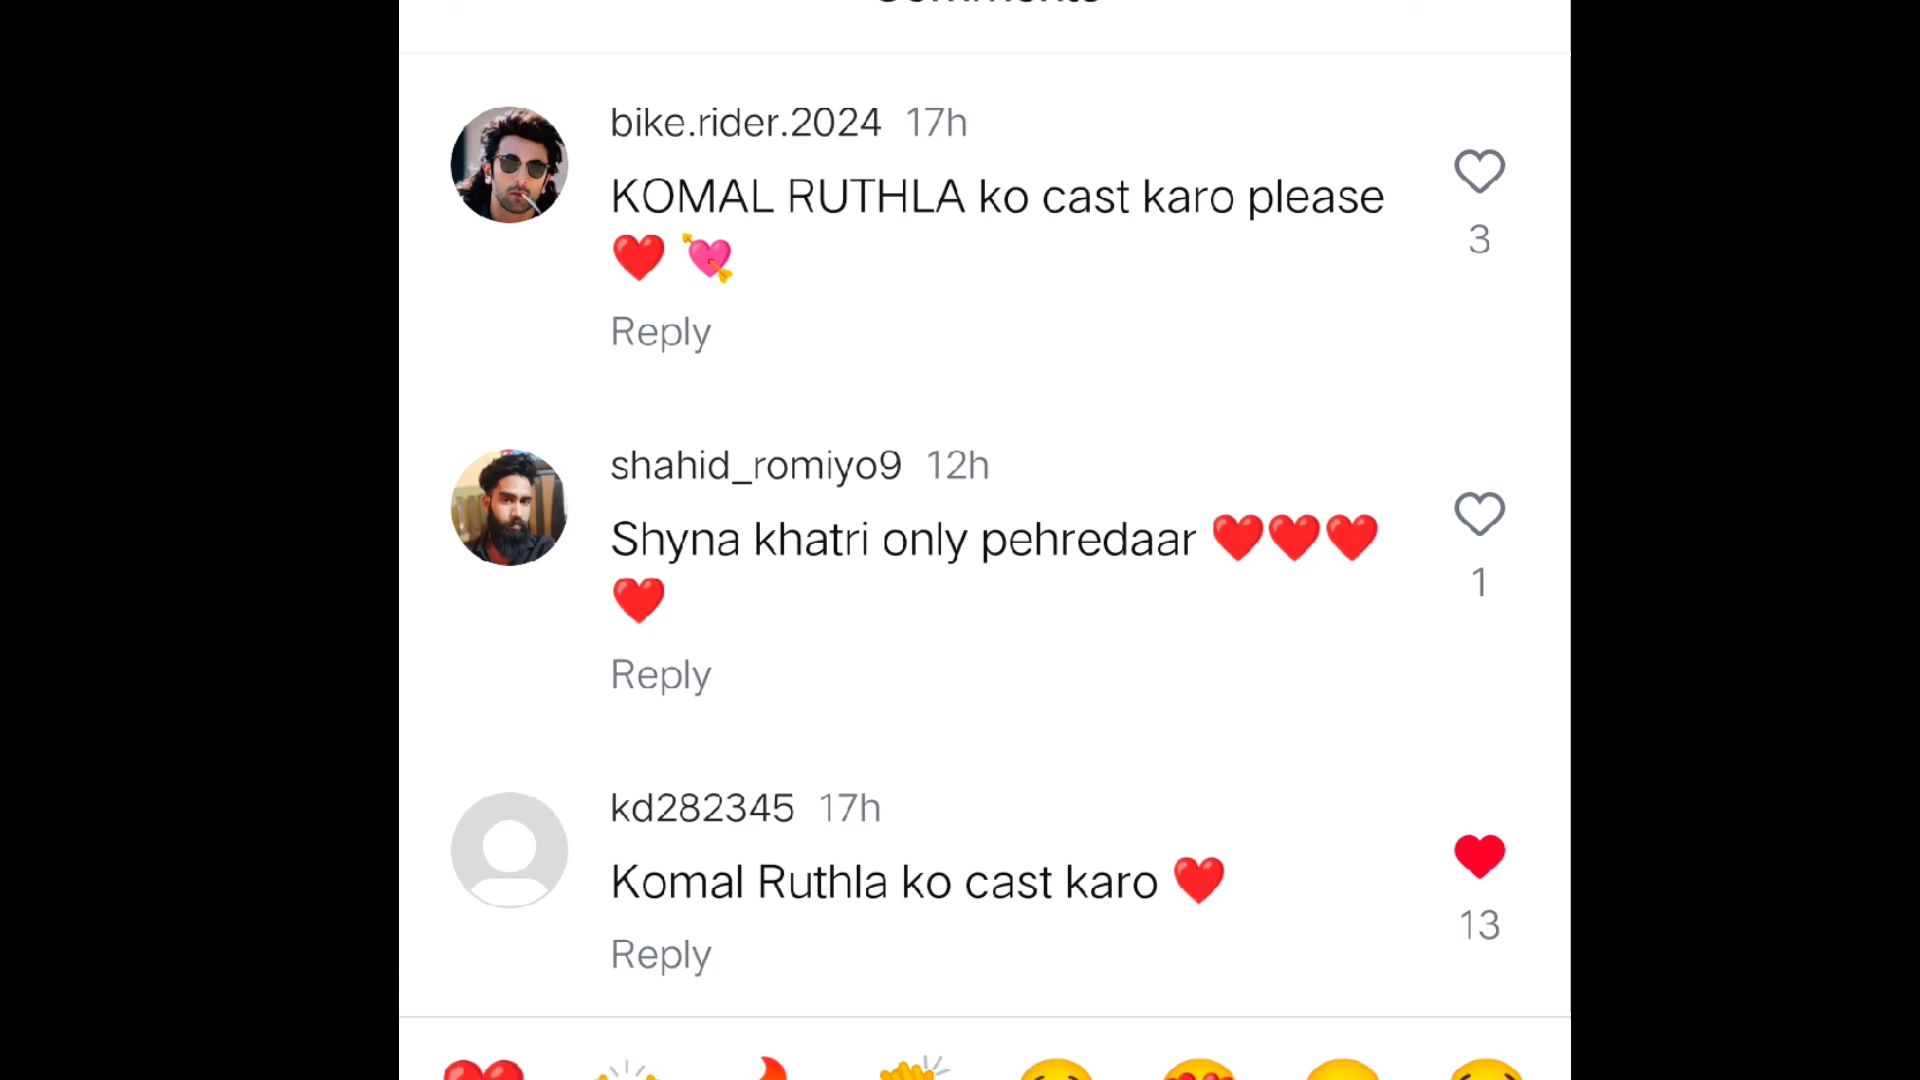 Comments
bike.rider.2024 17h
KOMAL RUTHLA ko cast karo please
❤️ 💘
3
Reply
shahid_romiyo9 12h
Shyna khatri only pehredaar ❤️❤️❤️
❤️
1
Reply
kd282345 17h
Komal Ruthla ko cast karo ❤️
13
Reply